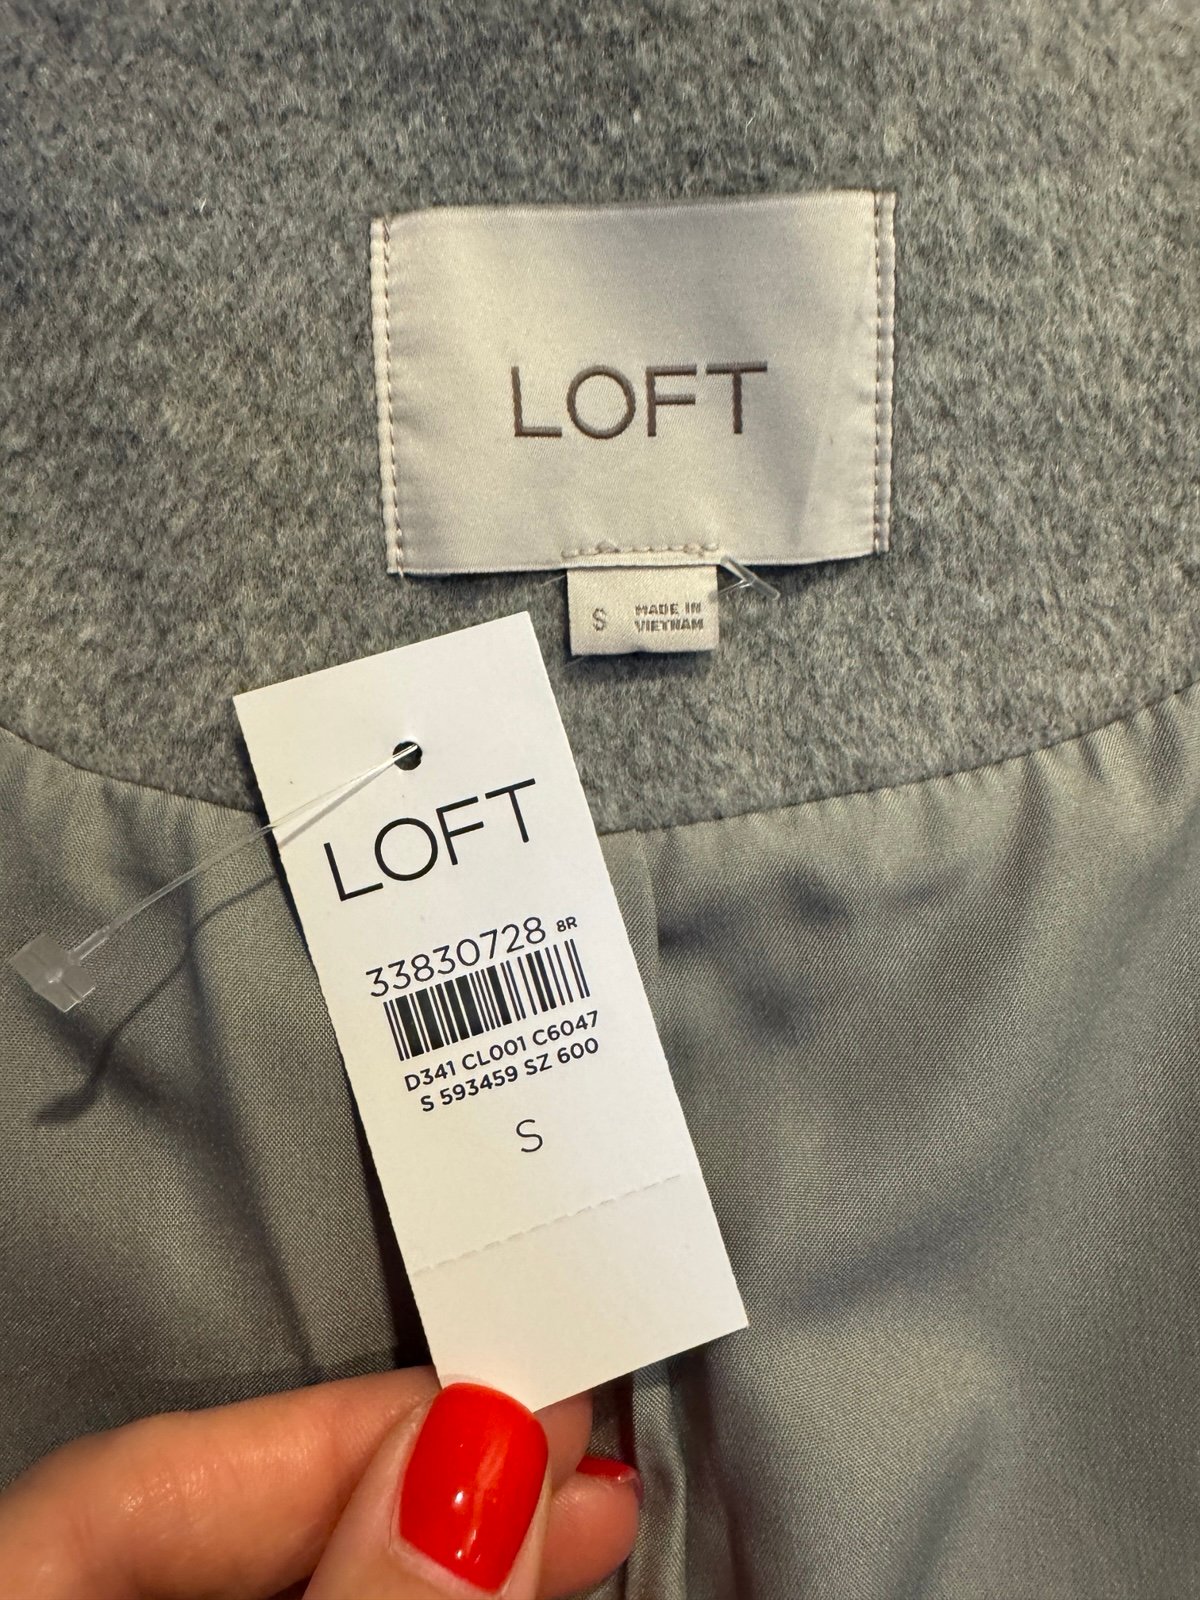 LOFT
S MADE IN
VIETNAM
LOFT
33830728 8R
D341 CL001 C6047
S 593459 SZ 600
S